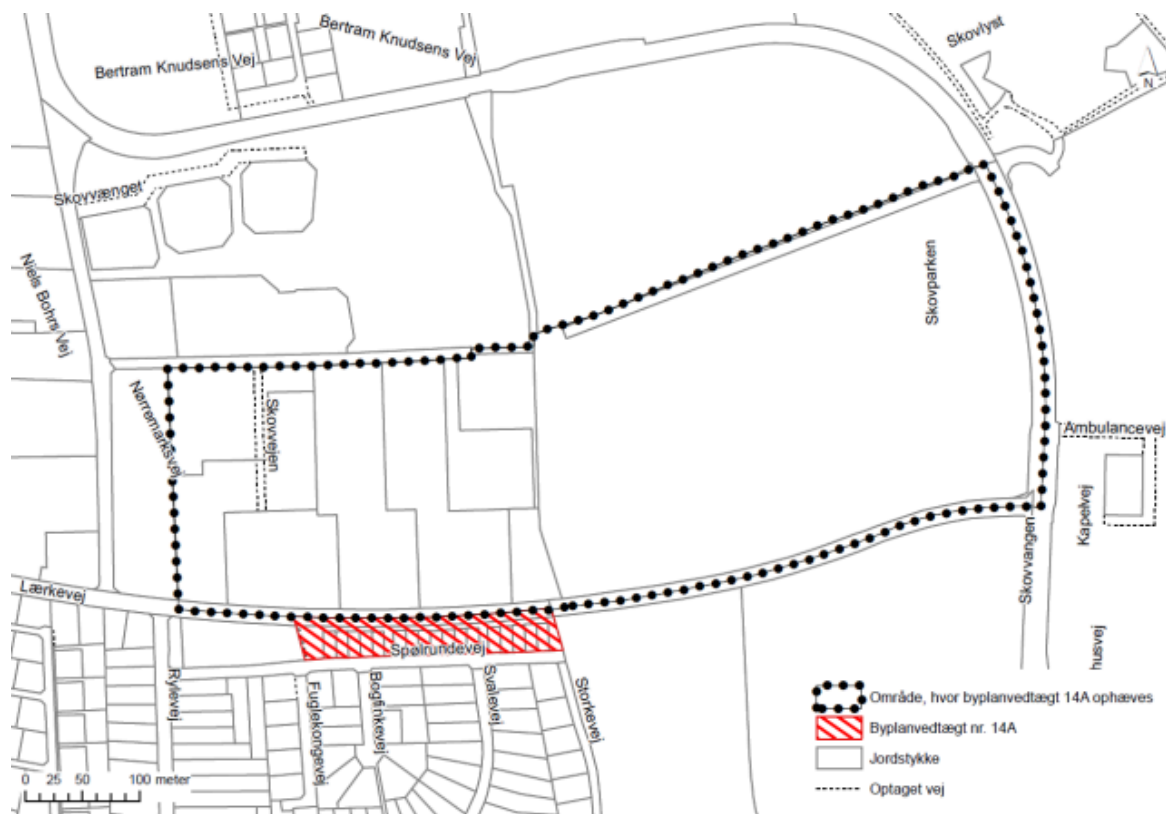 Bertram Knudsens Vej
Bertram Knudsens Vej
Skovlyst
N
Skovvænget
Niels Bohrs Vej
Skovparken
Nørremarksvej
Skovvejen
Ambulancevej
Kapelvej
Skovvangen
Lærkevej
Spølrundevej
husvej
Rylevej
Fuglekongevej
Bogfinkevej
Svalevej
Storkevej
Område, hvor byplanvedtægt 14A ophæves
Byplanvedtægt nr. 14A
Jordstykke
Optaget vej
0 25 50 100 meter